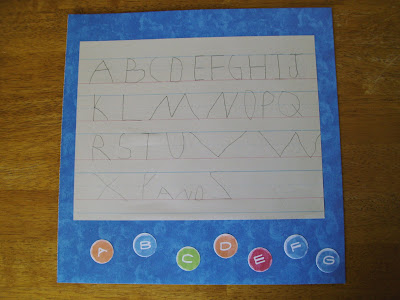 ABCDEFGHIJ
KLMNOPQ
RSTUVW
X Y AND Z
A B C D E F G